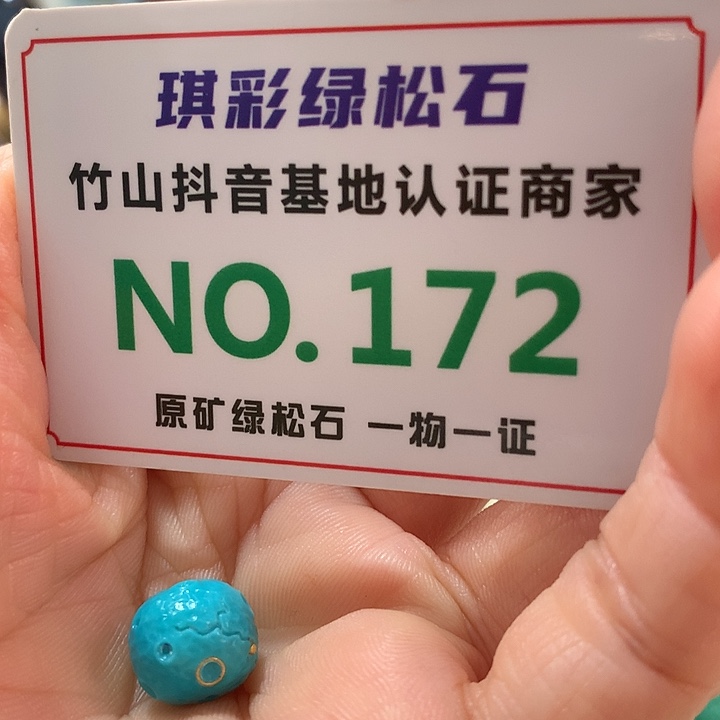 琪彩绿松石
竹山抖音基地认证商家
NO.172
原矿绿松石 一物一证